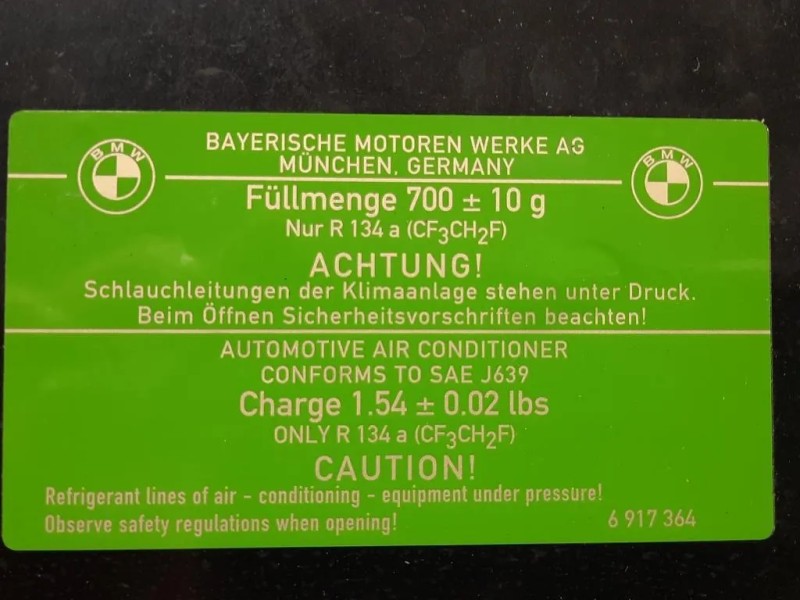 BAYERISCHE MOTOREN WERKE AG
MÜNCHEN, GERMANY
BMW
BMW
Füllmenge 700 ± 10 g
Nur R 134 a (CF₃CH₂F)
ACHTUNG!
Schlauchleitungen der Klimaanlage stehen unter Druck.
Beim Öffnen Sicherheitsvorschriften beachten!
AUTOMOTIVE AIR CONDITIONER
CONFORMS TO SAE J639
Charge 1.54 ± 0.02 lbs
ONLY R 134 a (CF₃CH₂F)
CAUTION!
Refrigerant lines of air - conditioning - equipment under pressure!
Observe safety regulations when opening!
6 917 364